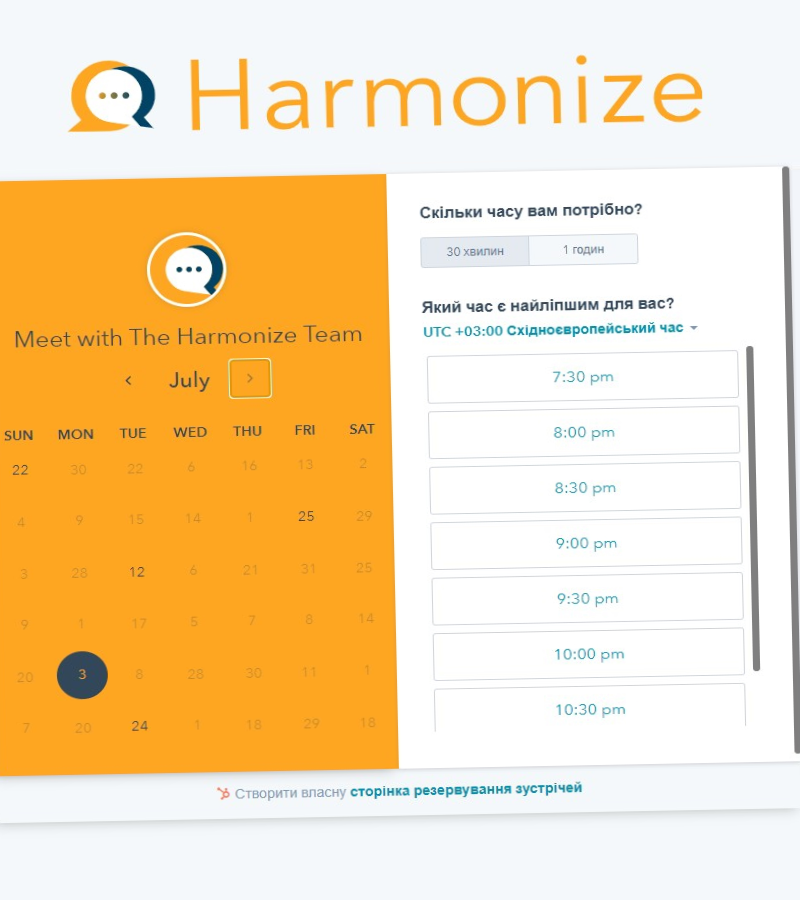 Harmonize
Meet with The Harmonize Team
July
SUN MON TUE WED THU FRI SAT
22 30 22 6 16 13 2
4 9 15 14 1 25 29
3 28 12 6 21 31 25
9 1 17 5 7 8 14
20 3 8 28 30 11 1
7 20 24 1 18 29 18
Скільки часу вам потрібно?
30 хвилин 1 годин
Який час є найліпшим для вас?
UTC +03:00 Східноєвропейський час
7:30 pm
8:00 pm
8:30 pm
9:00 pm
9:30 pm
10:00 pm
10:30 pm
Створити власну сторінка резервування зустрічей